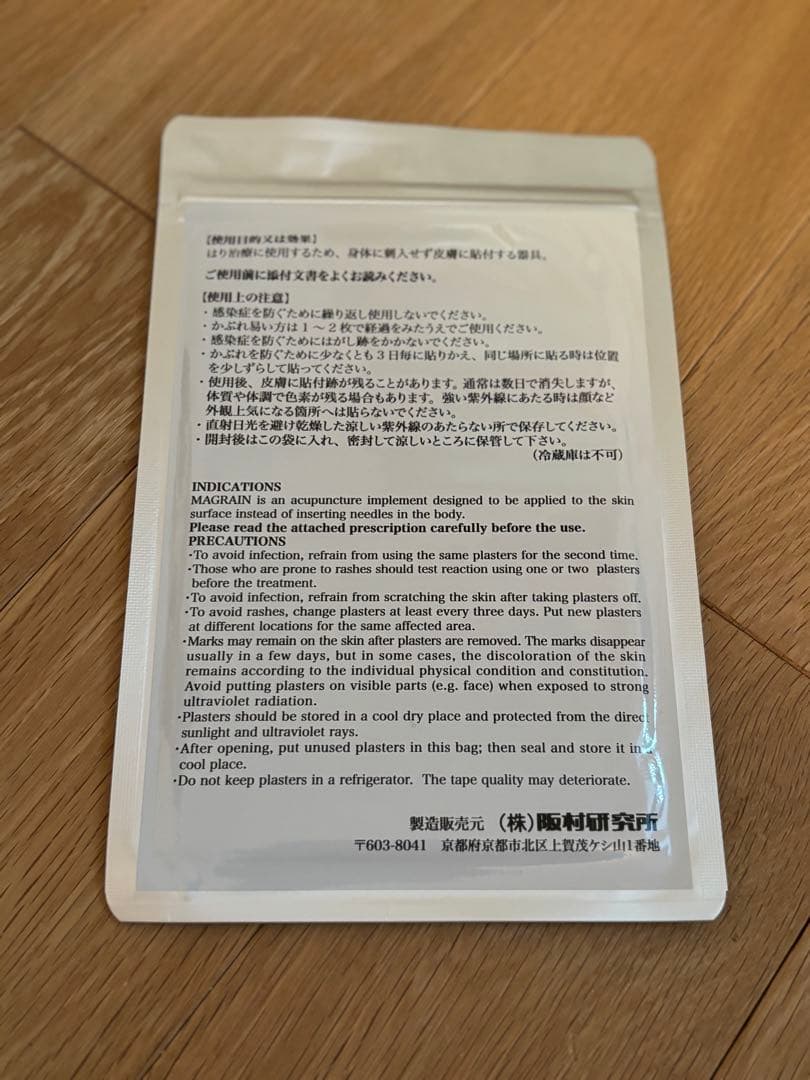 【使用目的又は効果】
はり治療に使用するため、身体に刺入せず皮膚に貼付する器具。
ご使用前に添付文書をよくお読みください。
【使用上の注意】
・感染症を防ぐために繰り返し使用しないでください。
・かぶれ易い方は1〜2枚で経過をみたうえでご使用ください。
・感染症を防ぐためにはがし跡をかかないでください。
・かぶれを防ぐために少なくとも3日毎に貼りかえ、同じ場所に貼る時は位置
を少しずらして貼ってください。
・使用後、皮膚に貼付跡が残ることがあります。通常は数日で消失しますが、
体質や体調で色素が残る場合もあります。強い紫外線にあたる時は顔など
外観上気になる箇所へは貼らないでください。
・直射日光を避け乾燥した涼しい紫外線のあたらない所で保存してください。
・開封後はこの袋に入れ、密封して涼しいところに保管して下さい。
（冷蔵庫は不可）
INDICATIONS
MAGRAIN is an acupuncture implement designed to be applied to the skin
surface instead of inserting needles in the body.
Please read the attached prescription carefully before the use.
PRECAUTIONS
・To avoid infection, refrain from using the same plasters for the second time.
・Those who are prone to rashes should test reaction using one or two plasters
before the treatment.
・To avoid infection, refrain from scratching the skin after taking plasters off.
・To avoid rashes, change plasters at least every three days. Put new plasters
at different locations for the same affected area.
・Marks may remain on the skin after plasters are removed. The marks disappear
usually in a few days, but in some cases, the discoloration of the skin
remains according to the individual physical condition and constitution.
Avoid putting plasters on visible parts (e.g. face) when exposed to strong
ultraviolet radiation.
・Plasters should be stored in a cool dry place and protected from the direct
sunlight and ultraviolet rays.
・After opening, put unused plasters in this bag; then seal and store it in a
cool place.
・Do not keep plasters in a refrigerator. The tape quality may deteriorate.
製造販売元 (株)阪村研究所
〒603-8041 京都府京都市北区上賀茂ケシ山1番地